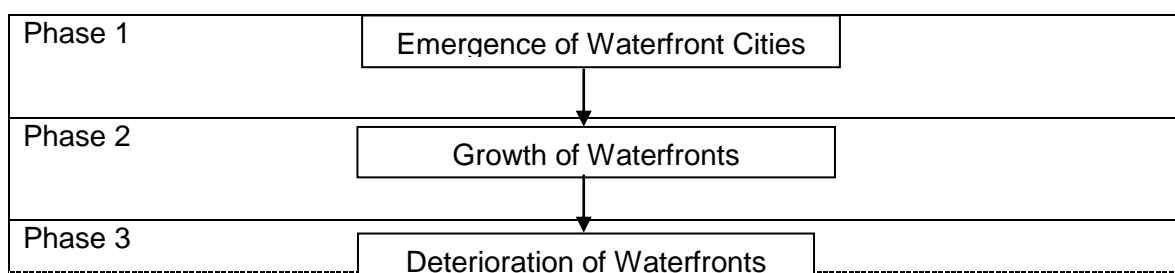 Phase 1
Emergence of Waterfront Cities
Phase 2
Growth of Waterfronts
Phase 3
Deterioration of Waterfronts